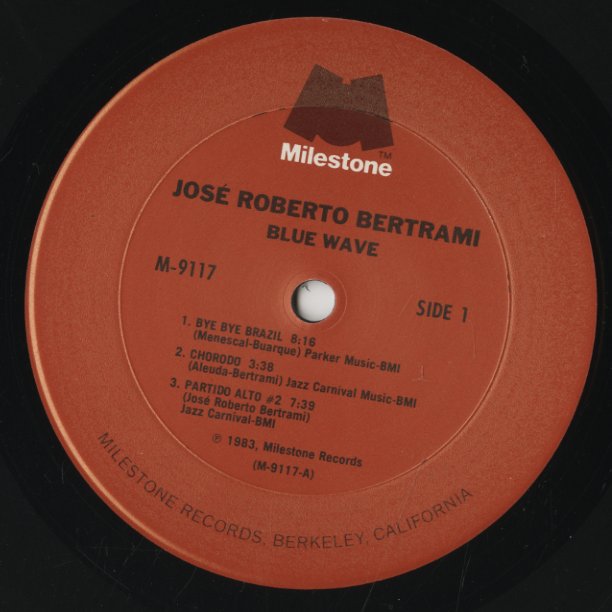 Milestone™
JOSÉ ROBERTO BERTRAMI
BLUE WAVE
M-9117
SIDE 1
1. BYE BYE BRAZIL 8:16
(Menescal-Buarque) Parker Music-BMI
2. CHORODO 3:38
(Aleuda-Bertrami) Jazz Carnival Music-BMI
3. PARTIDO ALTO #2 7:39
(José Roberto Bertrami)
Jazz Carnival-BMI
℗ 1983, Milestone Records
(M-9117-A)
MILESTONE RECORDS, BERKELEY, CALIFORNIA